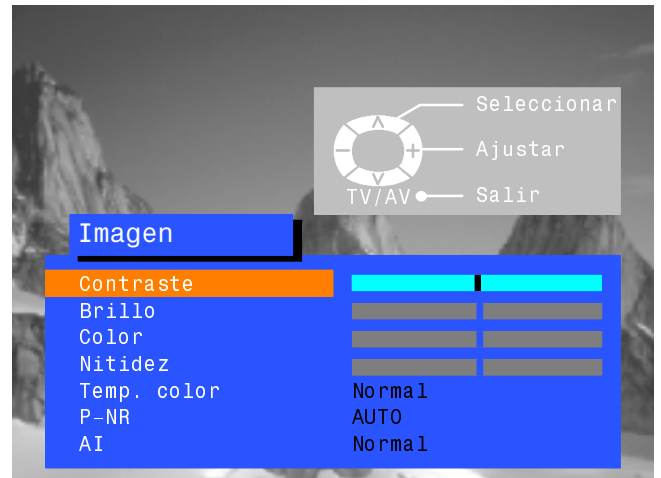 Seleccionar
Ajustar
TV/AV Salir
Imagen
Contraste
Brillo
Color
Nitidez
Temp. color Normal
P-NR AUTO
AI Normal